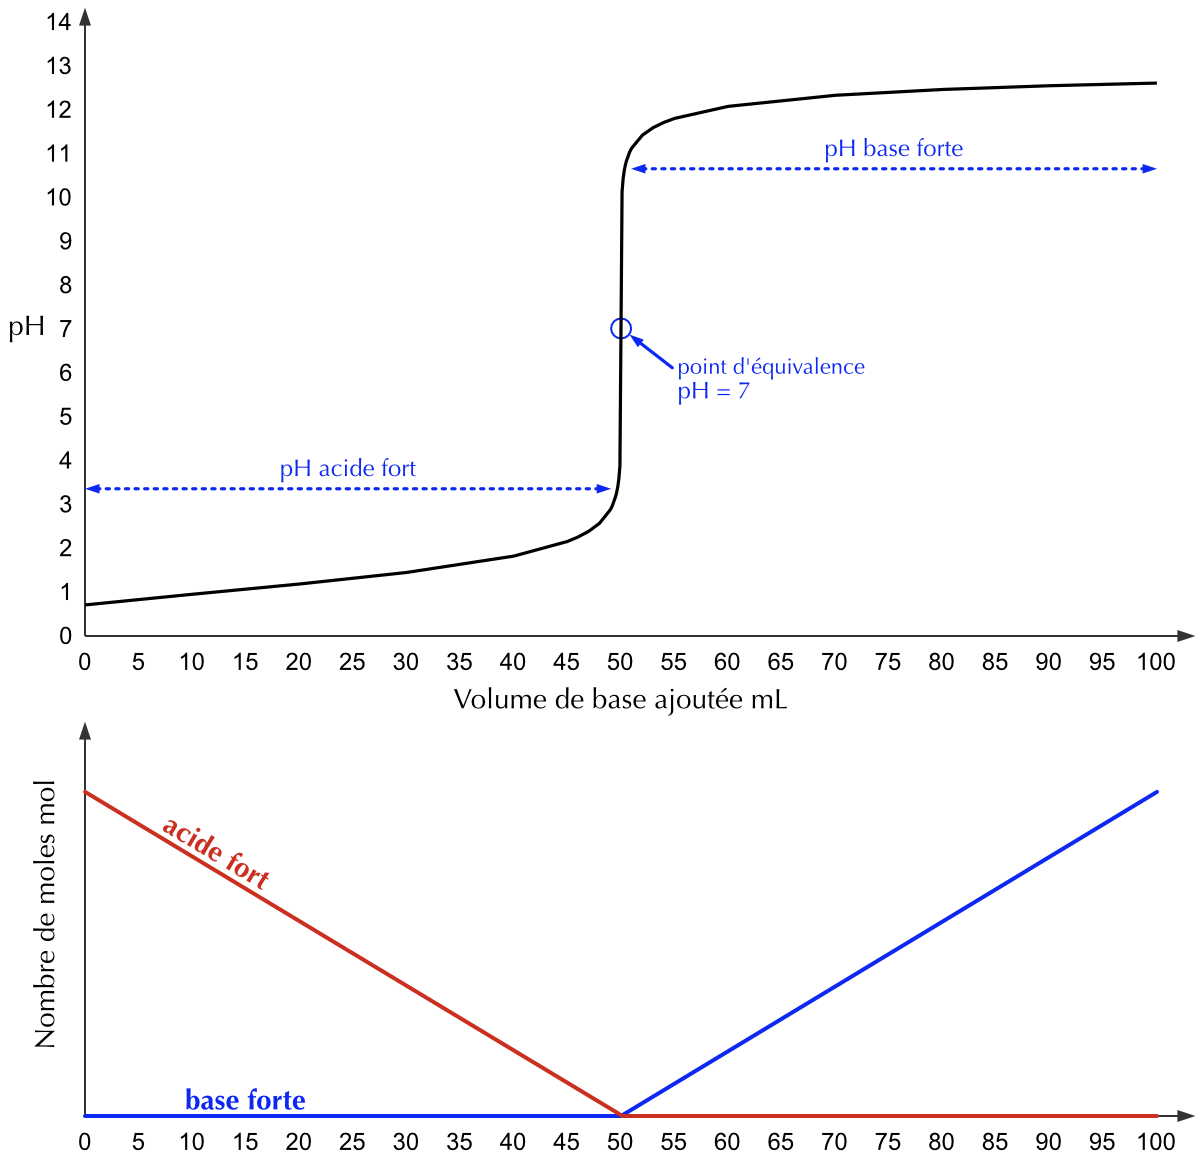 14
13
12
11
pH base forte
10
9
8
pH 7
point d'équivalence
6
pH = 7
5
4
pH acide fort
3
2
1
0
0 5 10 15 20 25 30 35 40 45 50 55 60 65 70 75 80 85 90 95 100
Volume de base ajoutée mL
Nombre de moles mol
acide fort
base forte
0 5 10 15 20 25 30 35 40 45 50 55 60 65 70 75 80 85 90 95 100